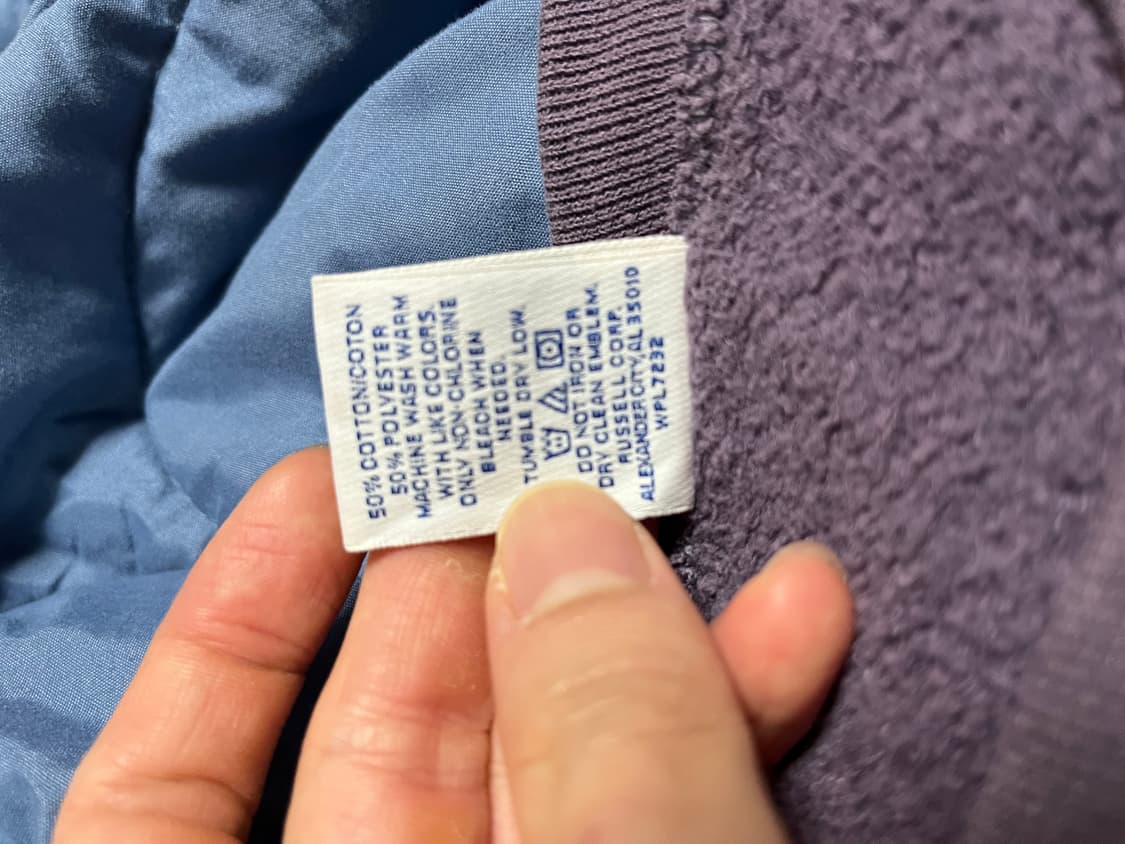 50% COTTON/COTON
50% POLYESTER
MACHINE WASH WARM
WITH LIKE COLORS.
ONLY NON-CHLORINE
BLEACH WHEN
NEEDED.
TUMBLE DRY LOW.
DO NOT IRON OR
DRY CLEAN EMBLEM.
RUSSELL CORP.
ALEXANDER CITY, AL 35010
WPL7232